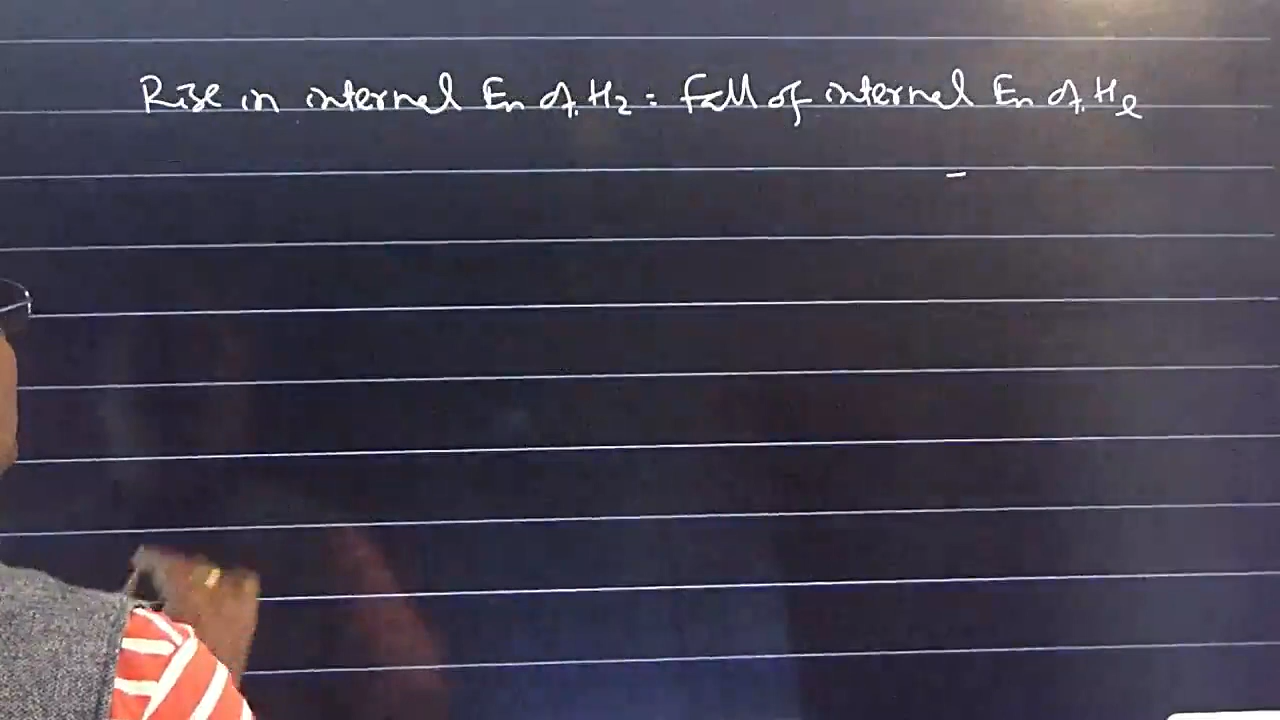 Rise in internal En of H2 = fall of internal En of He